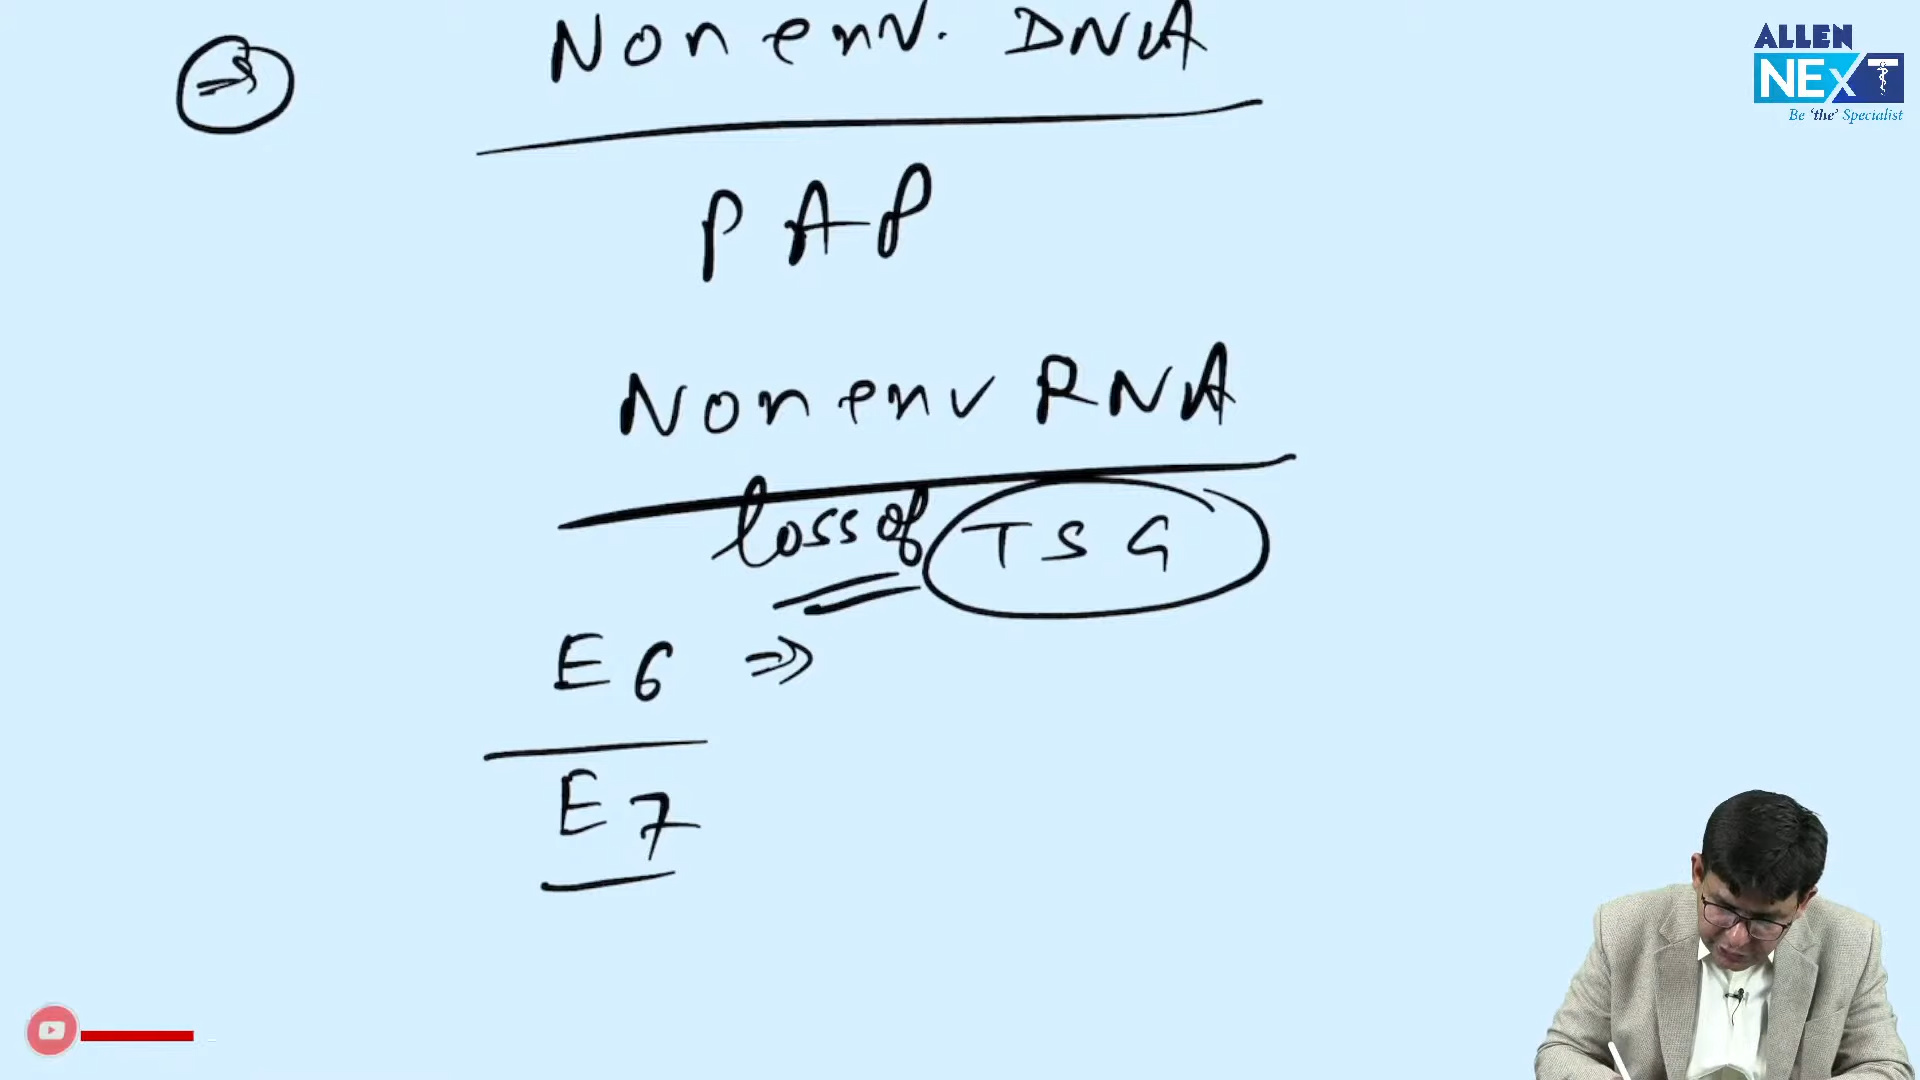 Non env. DNA
PAP
Non env RNA
loss of TSG
E6 ⇒
E7
ALLEN
NEXT
Be 'the' Specialist